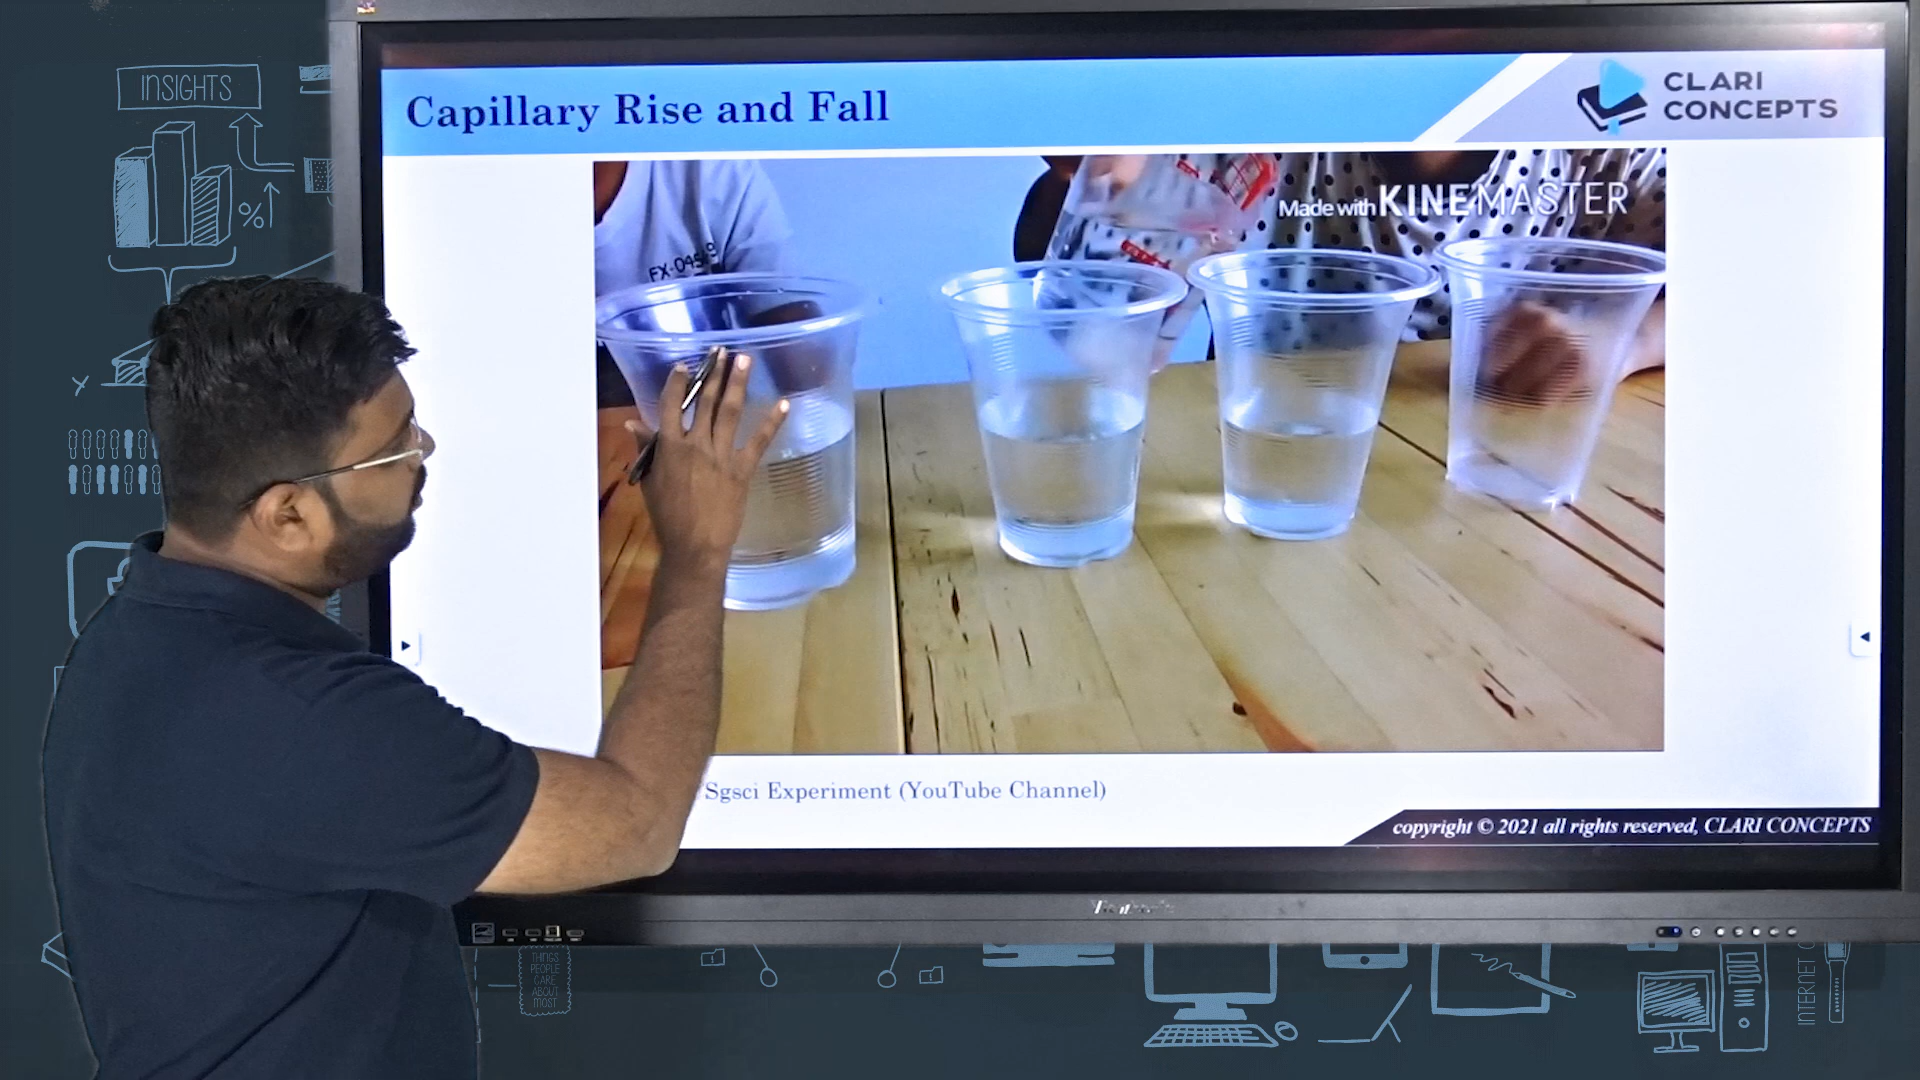 INSIGHTS
%
x
Capillary Rise and Fall
CLARI
CONCEPTS
Made with KINEMASTER
Sgsci Experiment (YouTube Channel)
copyright © 2021 all rights reserved, CLARI CONCEPTS
THINGS
PEOPLE
CARE
ABOUT
MOST
INTERNET